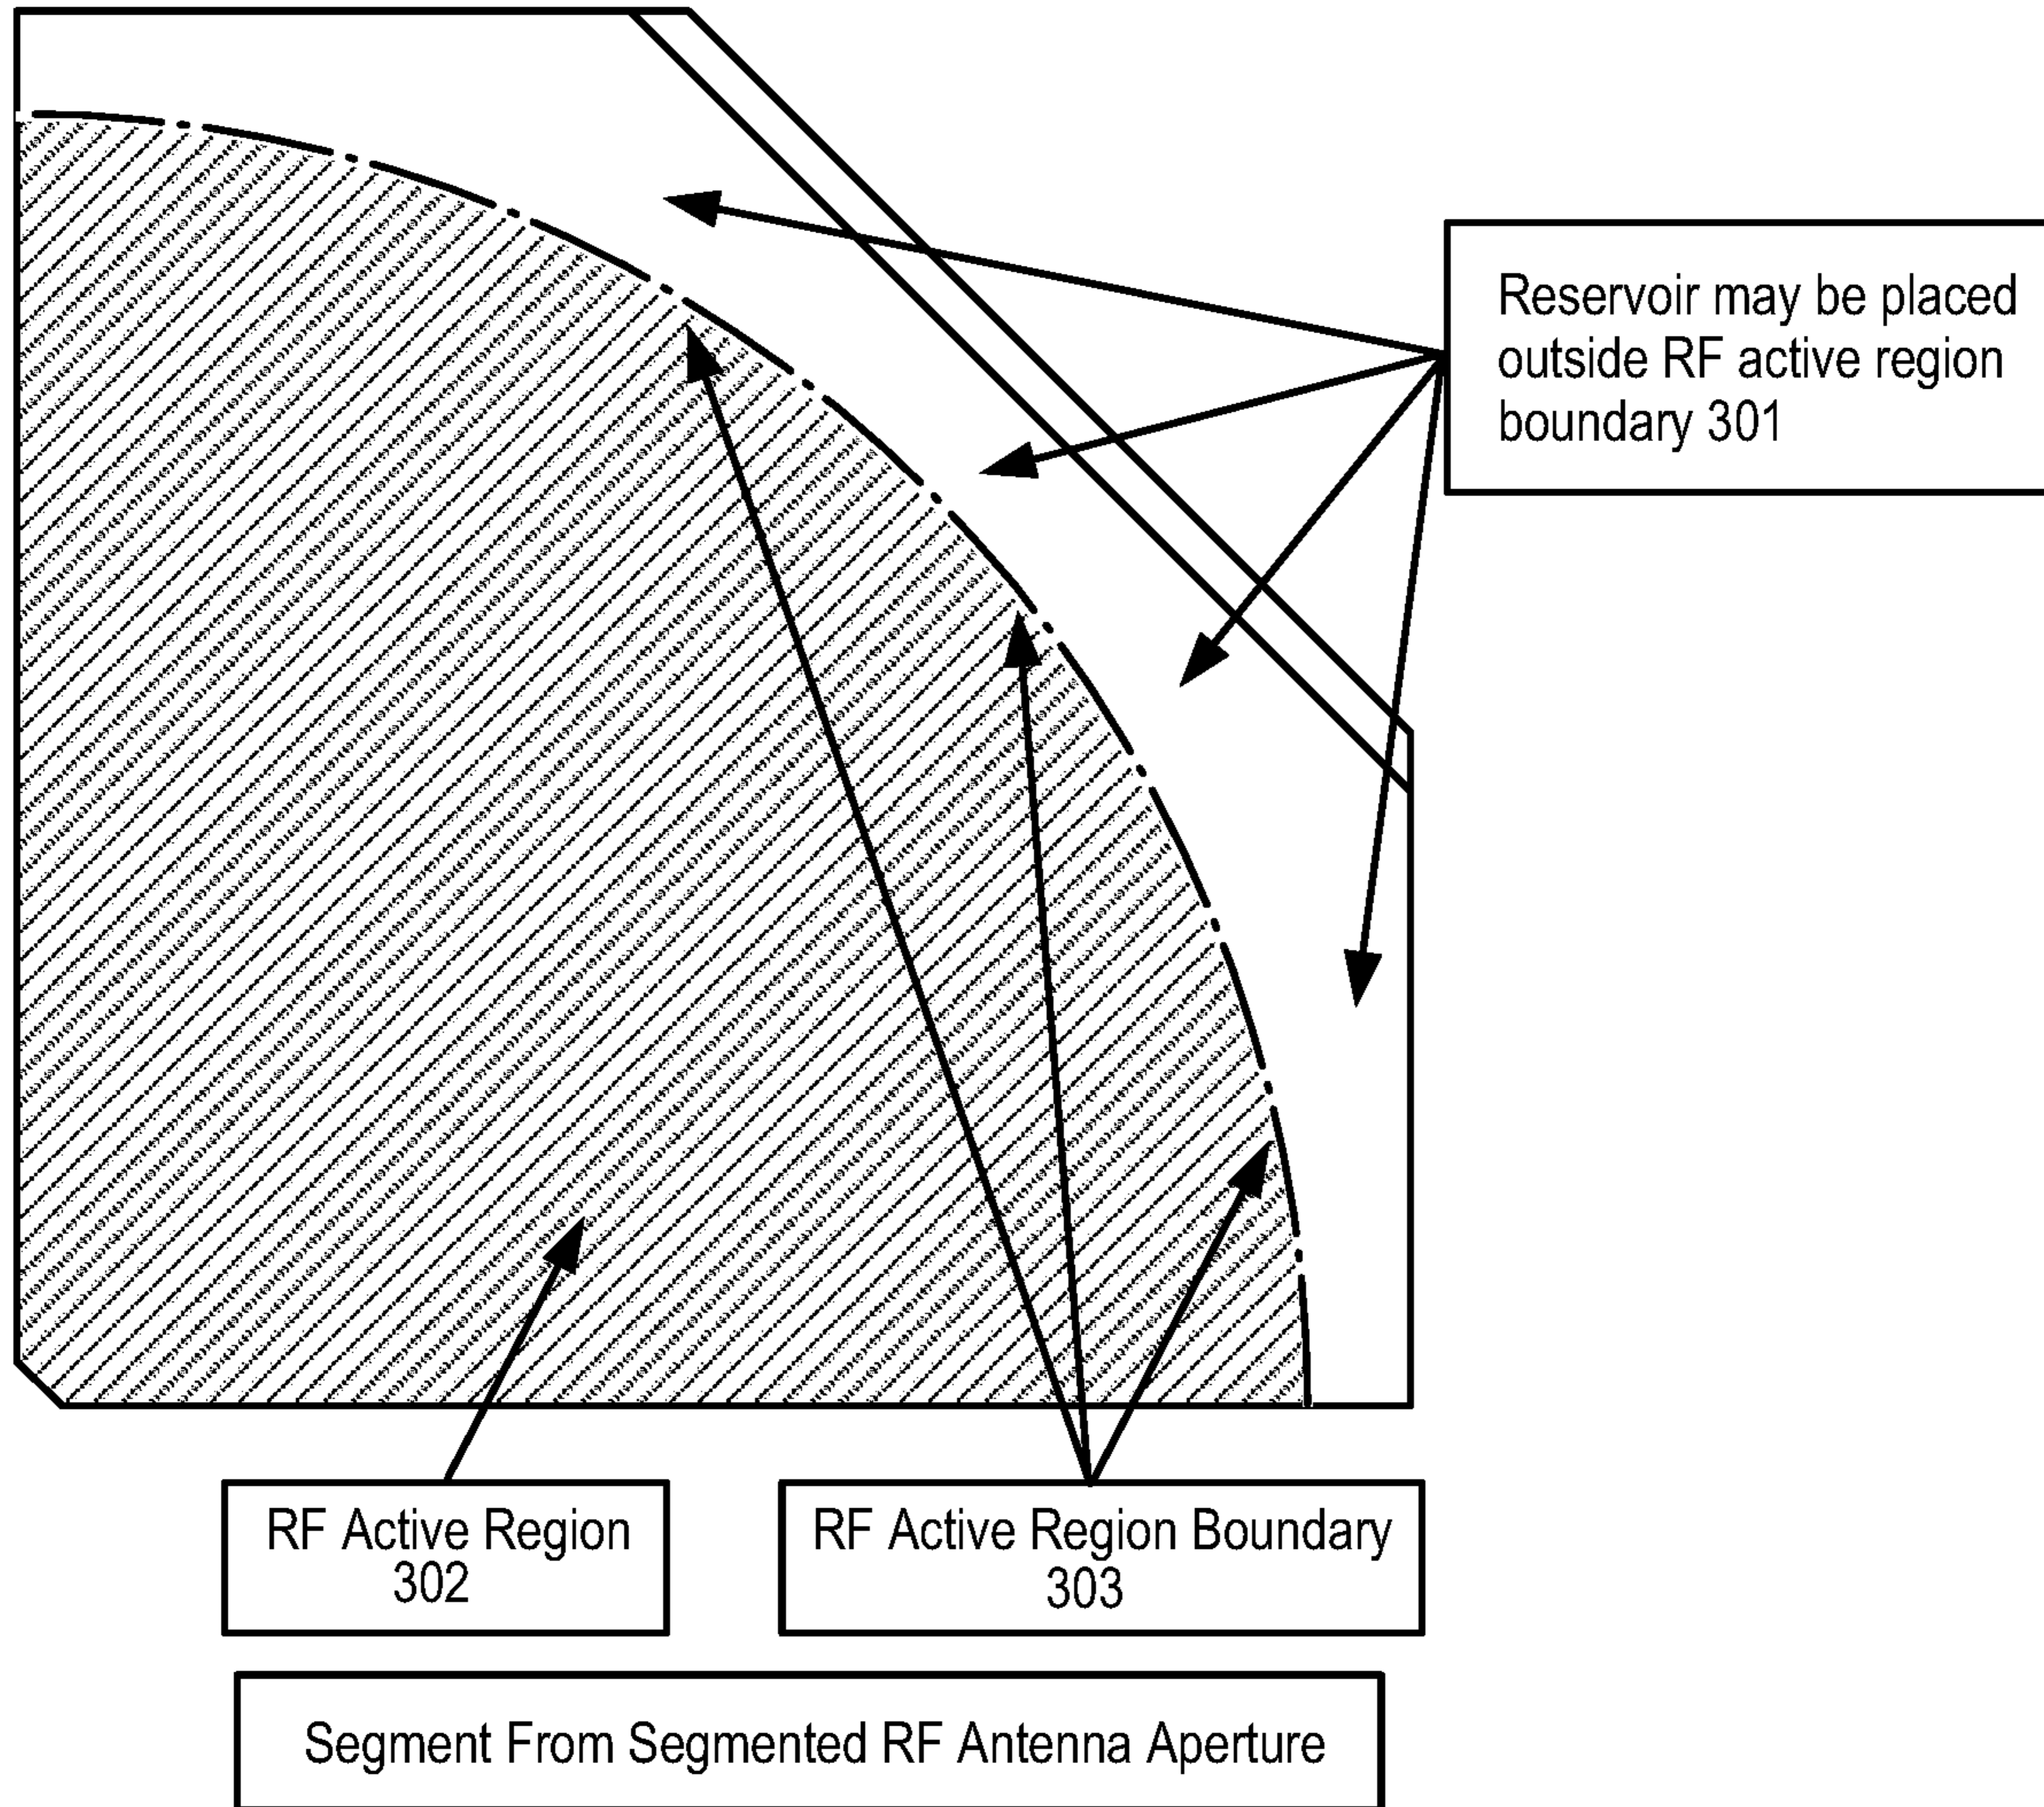 Reservoir may be placed
outside RF active region
boundary 301
RF Active Region
302
RF Active Region Boundary
303
Segment From Segmented RF Antenna Aperture